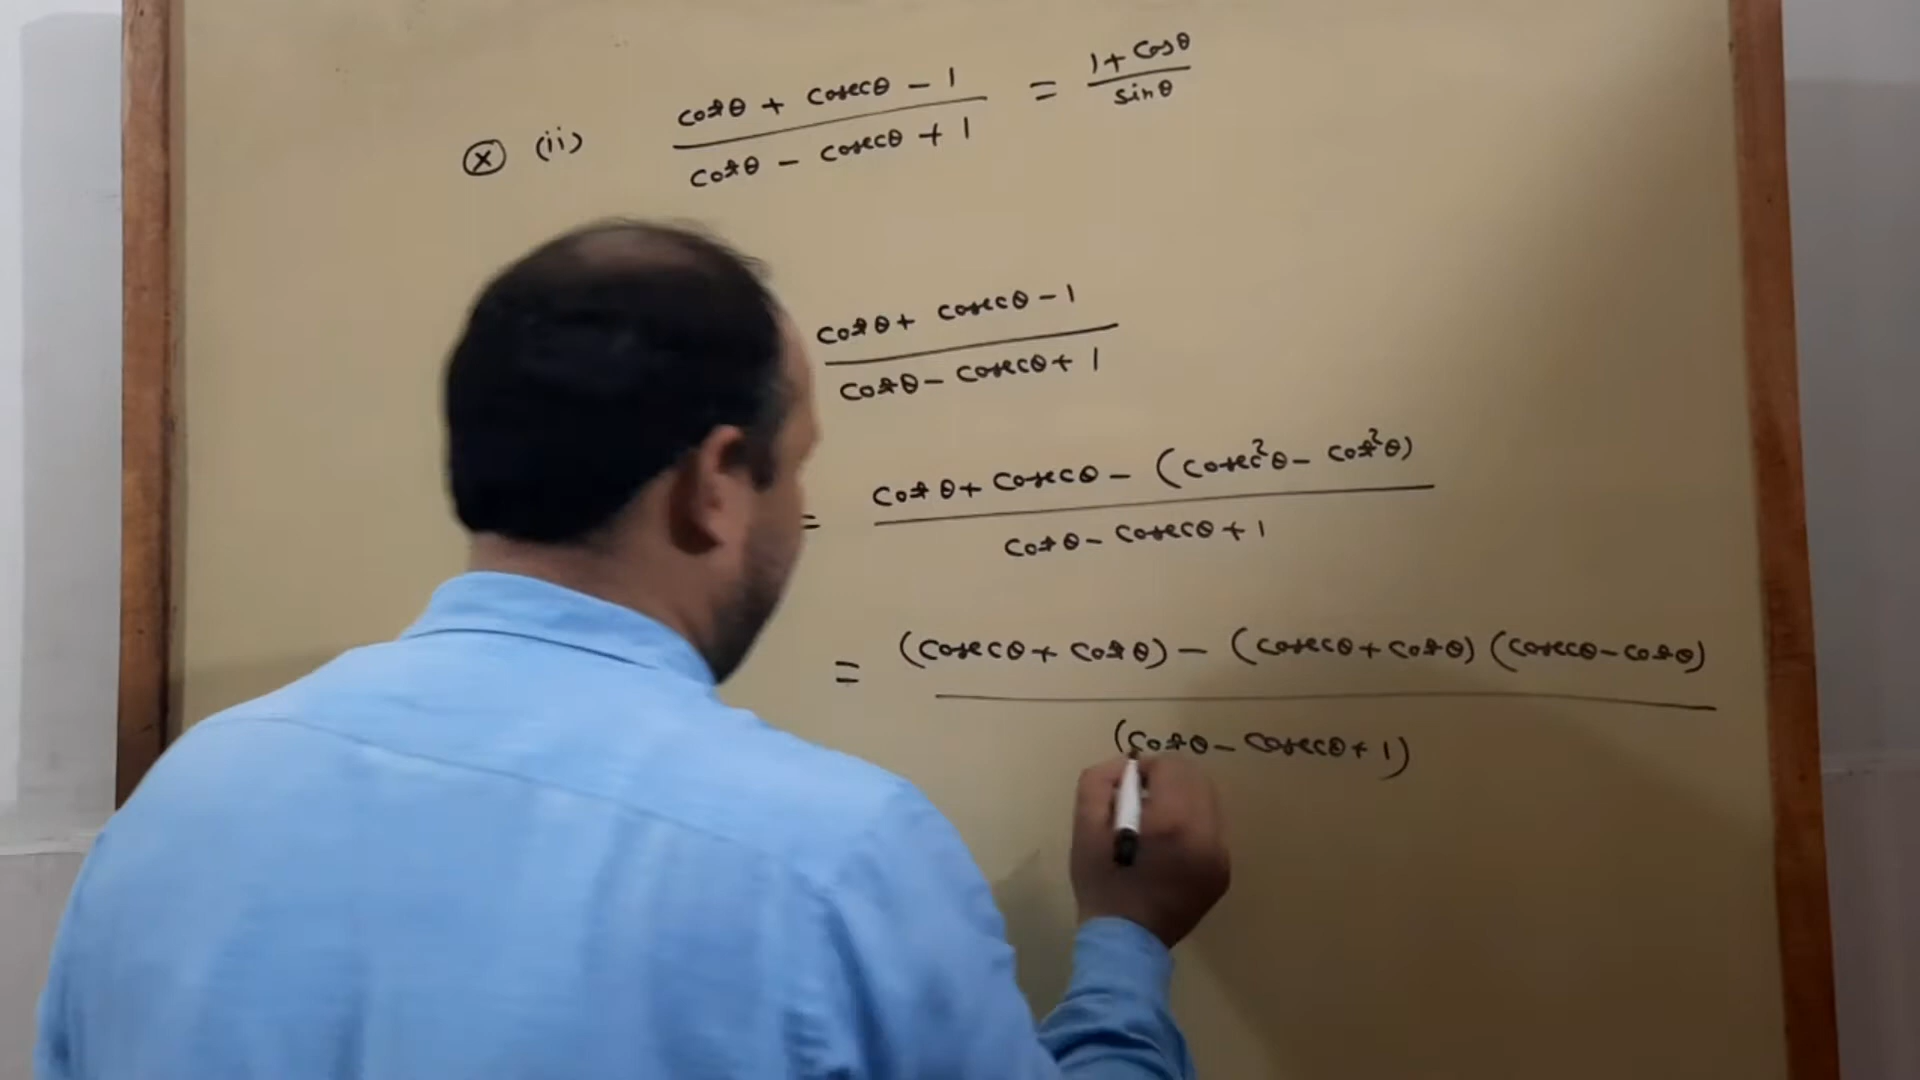 (x) (ii) (cotθ + cosecθ - 1)/(cotθ - cosecθ + 1) = (1 + cosθ)/(sinθ)
(cotθ + cosecθ - 1)/(cotθ - cosecθ + 1)
= (cotθ + cosecθ - (cosec²θ - cot²θ))/(cotθ - cosecθ + 1)
= ((cosecθ + cotθ) - (cosecθ + cotθ)(cosecθ - cotθ))/((cotθ - cosecθ + 1))